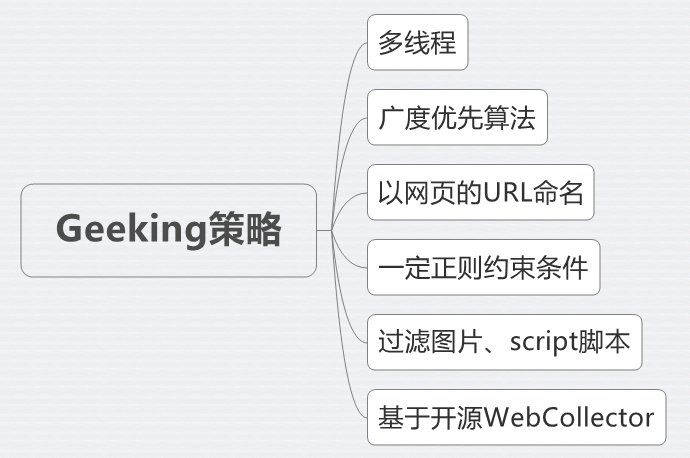 多线程
广度优先算法
以网页的URL命名
Geeking策略
一定正则约束条件
过滤图片、script脚本
基于开源WebCollector